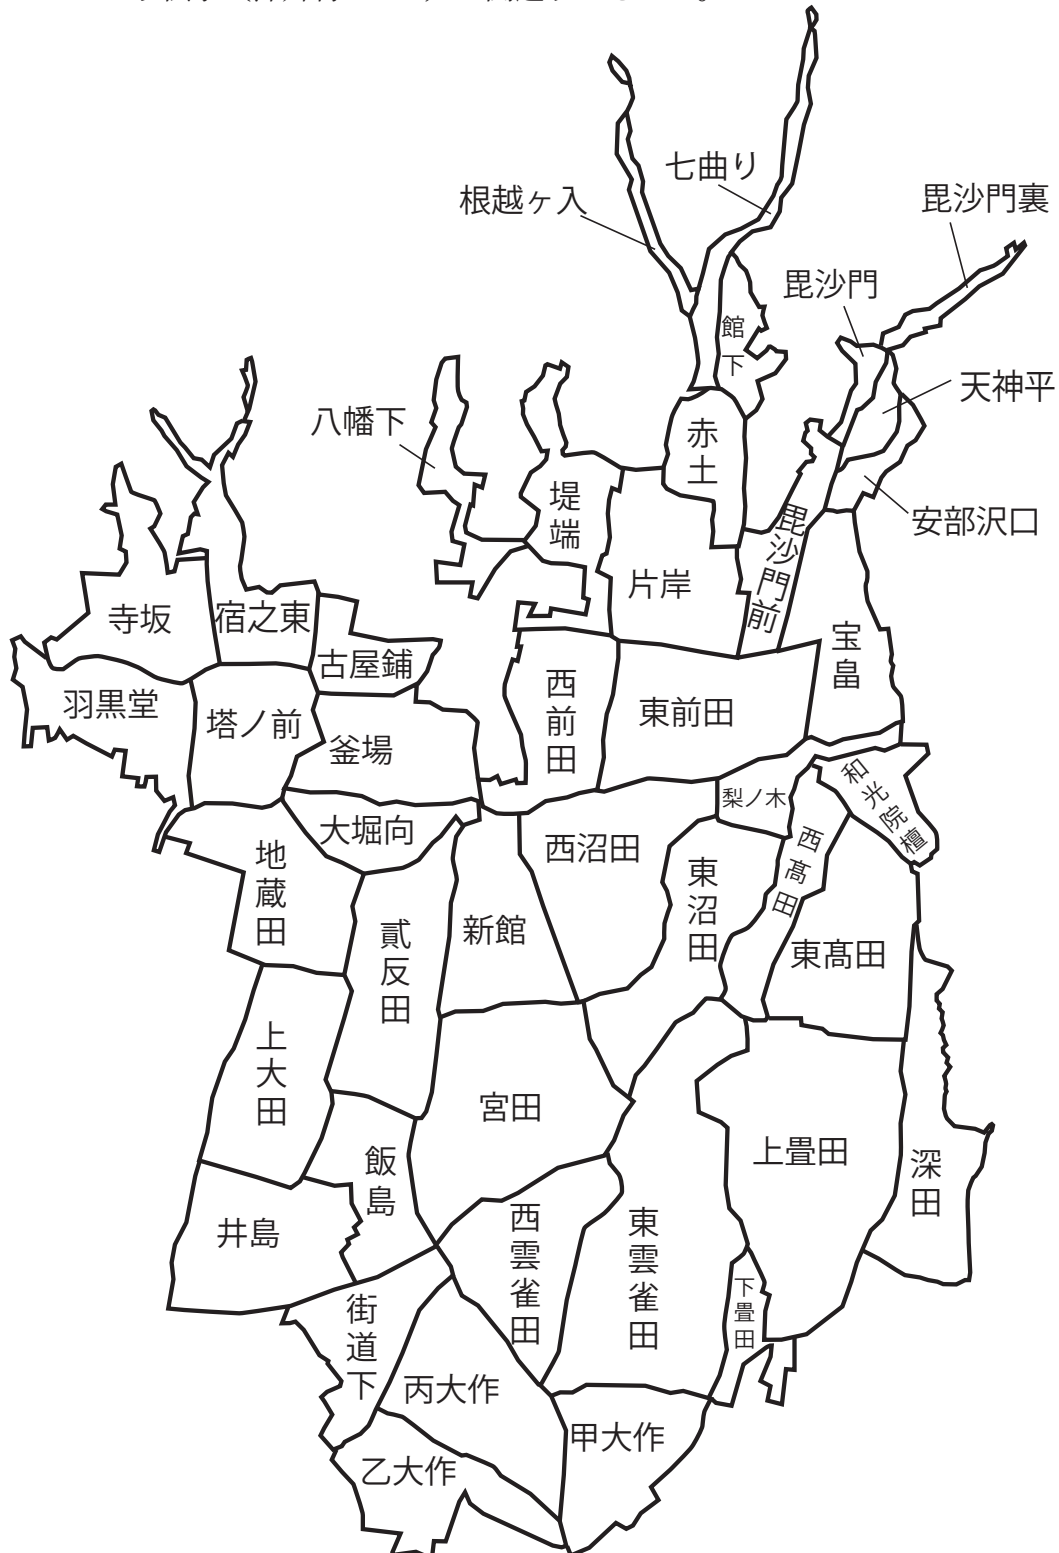 七曲り
根越ヶ入
毘沙門裏
毘沙門
館下
天神平
八幡下
赤土
堤端
安部沢口
毘沙門前
片岸
寺坂
宿之東
宝畠
古屋鋪
西前田
羽黒堂
東前田
塔ノ前
釜場
和光院檀
梨ノ木
大堀向
西沼田
西髙田
地蔵田
東沼田
貳反田
新館
東髙田
上大田
宮田
上畳田
飯島
深田
井島
西雲雀田
東雲雀田
下畳田
街道下
丙大作
甲大作
乙大作